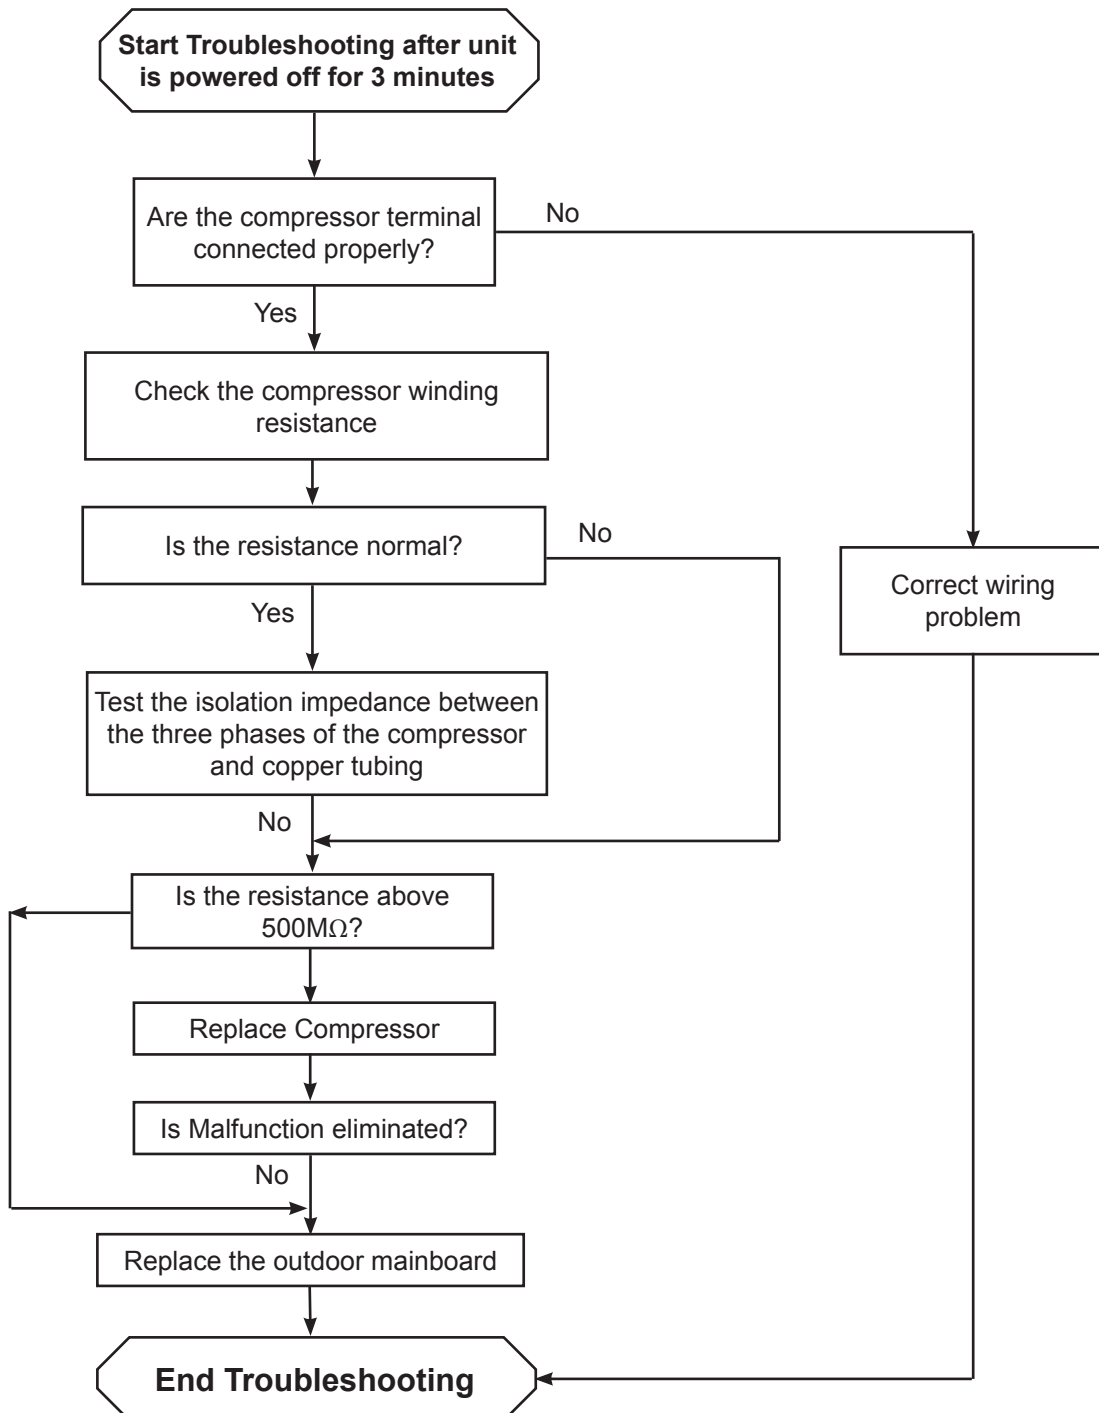 Start Troubleshooting after unit
is powered off for 3 minutes
Are the compressor terminal
connected properly?
No
Yes
Check the compressor winding
resistance
Is the resistance normal?
No
Yes
Correct wiring
problem
Test the isolation impedance between
the three phases of the compressor
and copper tubing
No
Is the resistance above
500MΩ?
Replace Compressor
Is Malfunction eliminated?
No
Replace the outdoor mainboard
End Troubleshooting